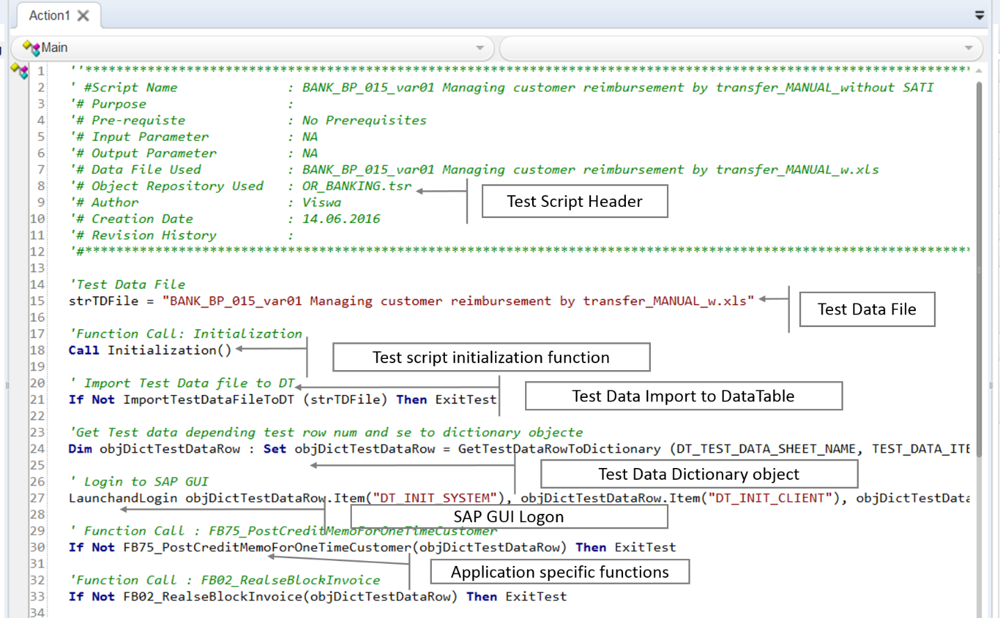 Action1
Main
1 ''******************************************************************************************************************
2 ' #Script Name : BANK_BP_015_var01 Managing customer reimbursement by transfer_MANUAL_without SATI
3 '# Purpose :
4 '# Pre-requiste : No Prerequisites
5 '# Input Parameter : NA
6 '# Output Parameter : NA
7 '# Data File Used : BANK_BP_015_var01 Managing customer reimbursement by transfer_MANUAL_w.xls
8 '# Object Repository Used : OR_BANKING.tsr
Test Script Header
9 '# Author : Viswa
10 '# Creation Date : 14.06.2016
11 '# Revision History :
12 '#******************************************************************************************************************
13
14 'Test Data File
15 strTDFile = "BANK_BP_015_var01 Managing customer reimbursement by transfer_MANUAL_w.xls"
Test Data File
16
17 'Function Call: Initialization
18 Call Initialization()
Test script initialization function
19
20 ' Import Test Data file to DT
Test Data Import to DataTable
21 If Not ImportTestDataFileToDT (strTDFile) Then ExitTest
22
23 'Get Test data depending test row num and se to dictionary objecte
24 Dim objDictTestDataRow : Set objDictTestDataRow = GetTestDataRowToDictionary (DT_TEST_DATA_SHEET_NAME, TEST_DATA_ITE
25
Test Data Dictionary object
26 ' Login to SAP GUI
27 LaunchandLogin objDictTestDataRow.Item("DT_INIT_SYSTEM"), objDictTestDataRow.Item("DT_INIT_CLIENT"), objDictTestData
28
SAP GUI Logon
29 ' Function Call : FB75_PostCreditMemoForOneTimeCustomer
30 If Not FB75_PostCreditMemoForOneTimeCustomer(objDictTestDataRow) Then ExitTest
31
Application specific functions
32 'Function Call : FB02_RealseBlockInvoice
33 If Not FB02_RealseBlockInvoice(objDictTestDataRow) Then ExitTest
34